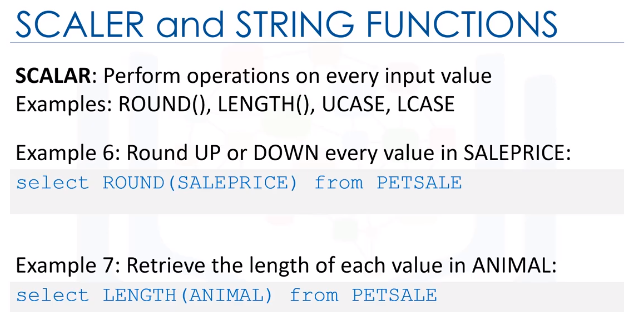 SCALER and STRING FUNCTIONS
SCALAR: Perform operations on every input value
Examples: ROUND(), LENGTH(), UCASE, LCASE
Example 6: Round UP or DOWN every value in SALEPRICE:
select ROUND(SALEPRICE) from PETSALE
Example 7: Retrieve the length of each value in ANIMAL:
select LENGTH(ANIMAL) from PETSALE